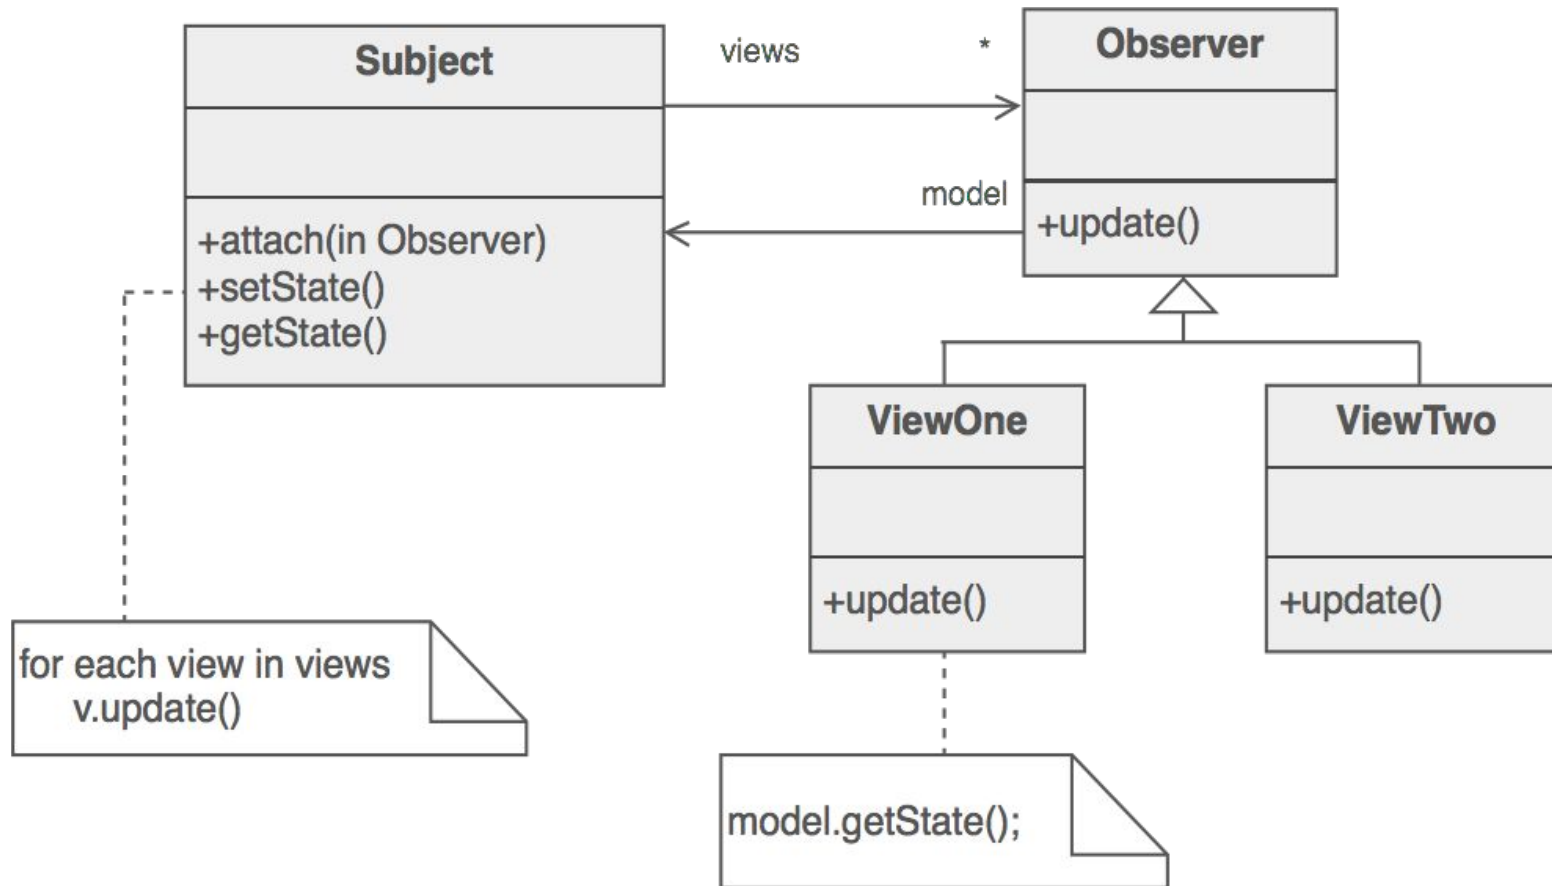 Subject
+attach(in Observer)
+setState()
+getState()
views
*
model
Observer
+update()
ViewOne
+update()
ViewTwo
+update()
for each view in views
v.update()
model.getState();